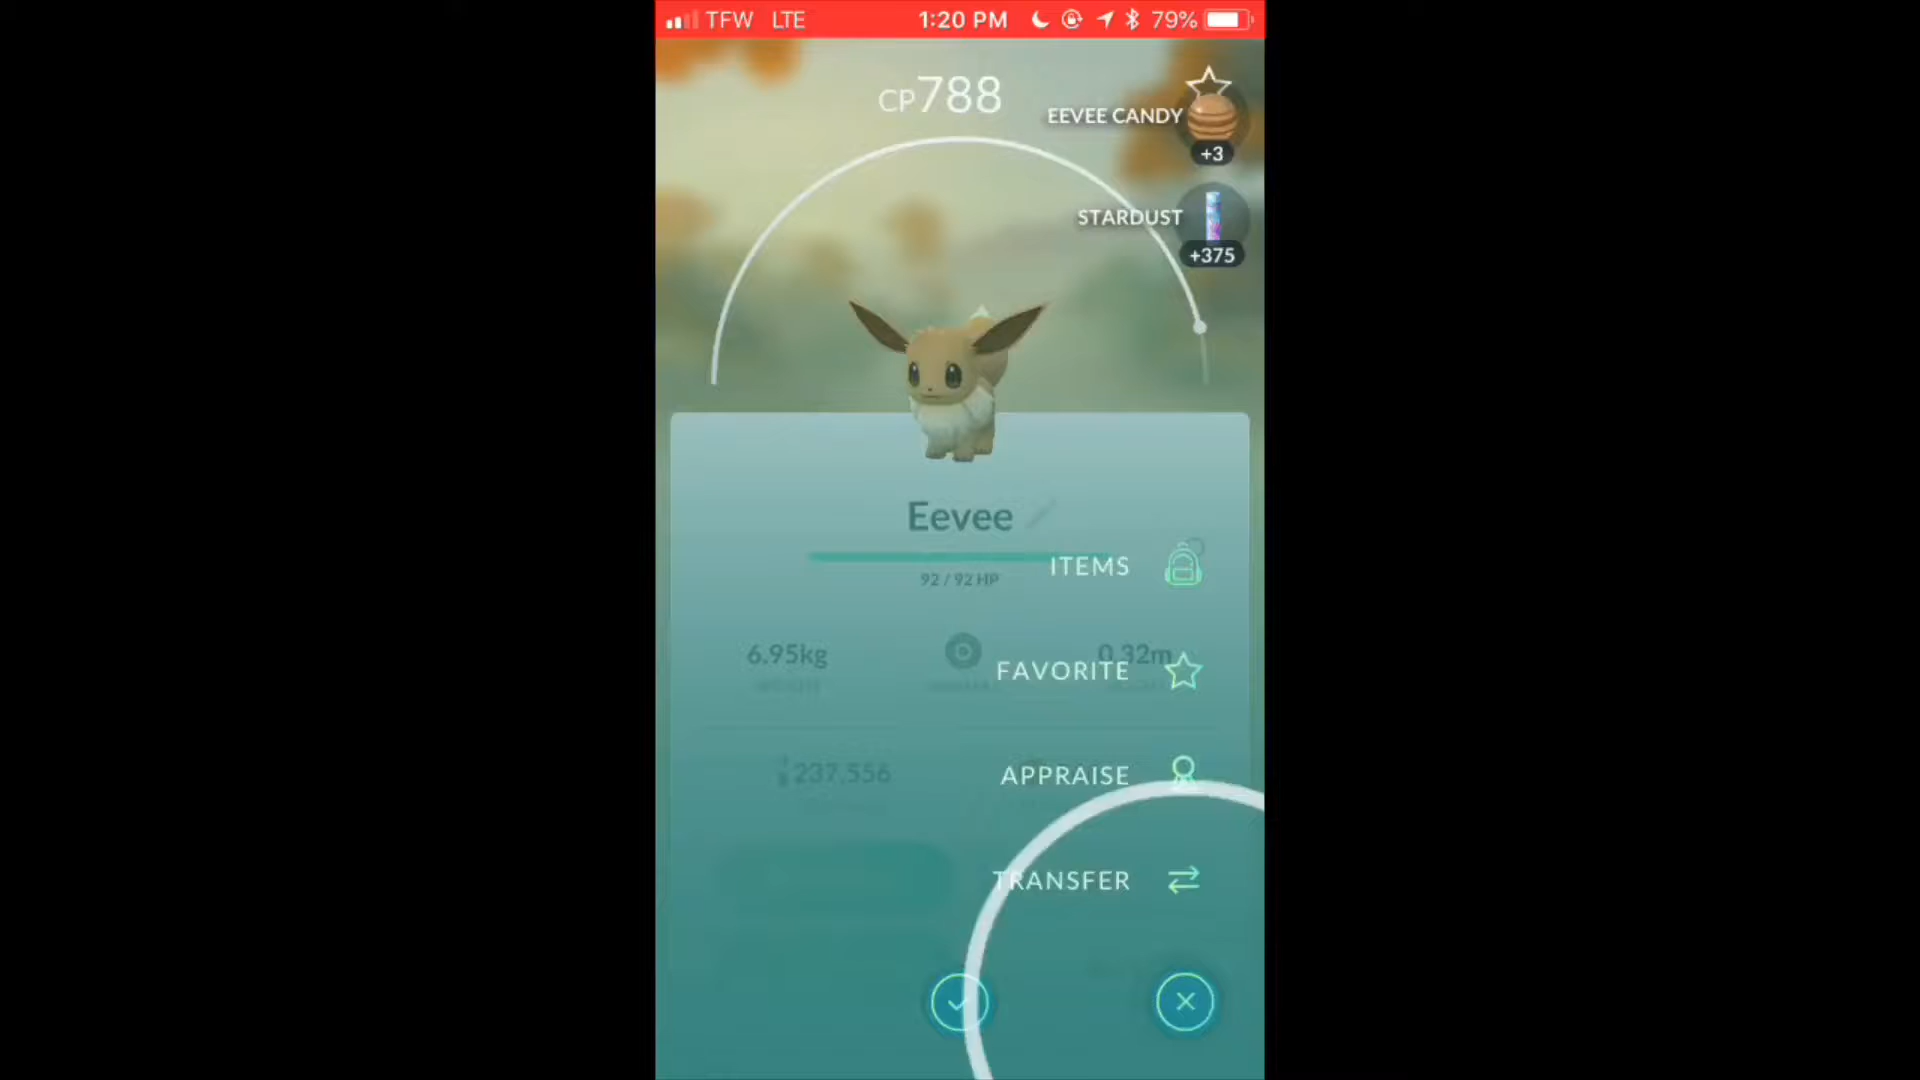 TFW LTE 1:20 PM 79%
CP788
EEVEE CANDY
+3
STARDUST
+375
Eevee
92 / 92 HP
ITEMS
6.95kg
0.32m
FAVORITE
237,556
APPRAISE
TRANSFER